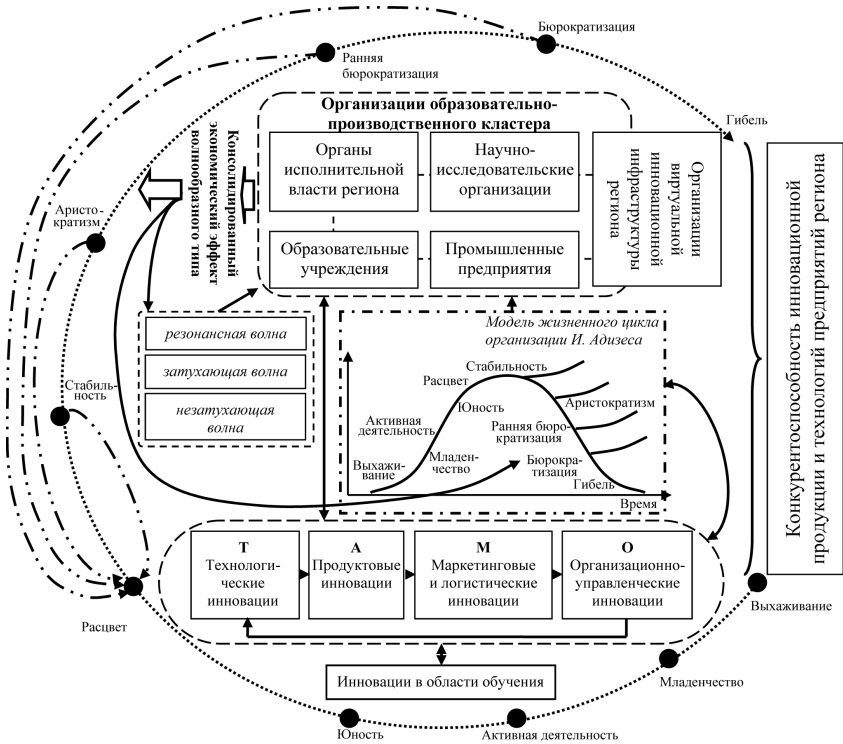 Бюрократизация
Ранняя
бюрократизация
Гибель
Организации образовательно-
производственного кластера
Органы
исполнительной
власти региона
Научно-
исследовательские
организации
Образовательные
учреждения
Промышленные
предприятия
Организации
виртуальной
инновационной
инфраструктуры
региона
Консолидированный
экономический эффект
волнообразного типа
Конкурентоспособность инновационной
продукции и технологий предприятий региона
Аристо-
кратизм
резонансная волна
затухающая волна
незатухающая
волна
Стабиль-
ность
Модель жизненного цикла
организации И. Адизеса
Стабильность
Расцвет
Юность
Аристократизм
Активная
деятельность
Ранняя бюро-
кратизация
Младен-
чество
Выхажи-
вание
Бюрокра-
тизация
Гибель
Время
Т
Технологи-
ческие
инновации
А
Продуктовые
инновации
М
Маркетинговые
и логистические
инновации
О
Организационно-
управленческие
инновации
Расцвет
Выхаживание
Инновации в области обучения
Младенчество
Юность
Активная деятельность